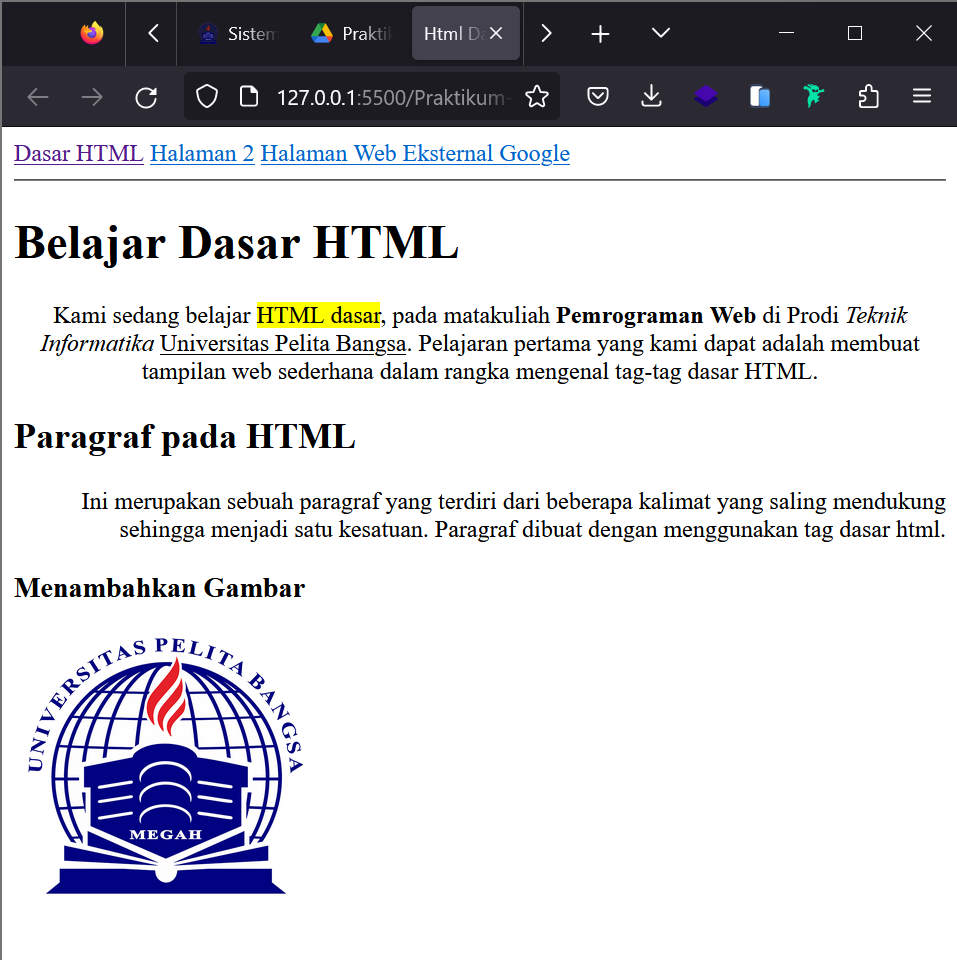 Sistem Prakti Html Da
127.0.0.1:5500/Praktikum-
Dasar HTML Halaman 2 Halaman Web Eksternal Google
Belajar Dasar HTML
Kami sedang belajar HTML dasar, pada matakuliah Pemrograman Web di Prodi Teknik
Informatika Universitas Pelita Bangsa. Pelajaran pertama yang kami dapat adalah membuat
tampilan web sederhana dalam rangka mengenal tag-tag dasar HTML.
Paragraf pada HTML
Ini merupakan sebuah paragraf yang terdiri dari beberapa kalimat yang saling mendukung
sehingga menjadi satu kesatuan. Paragraf dibuat dengan menggunakan tag dasar html.
Menambahkan Gambar
UNIVERSITAS PELITA BANGSA
MEGAH